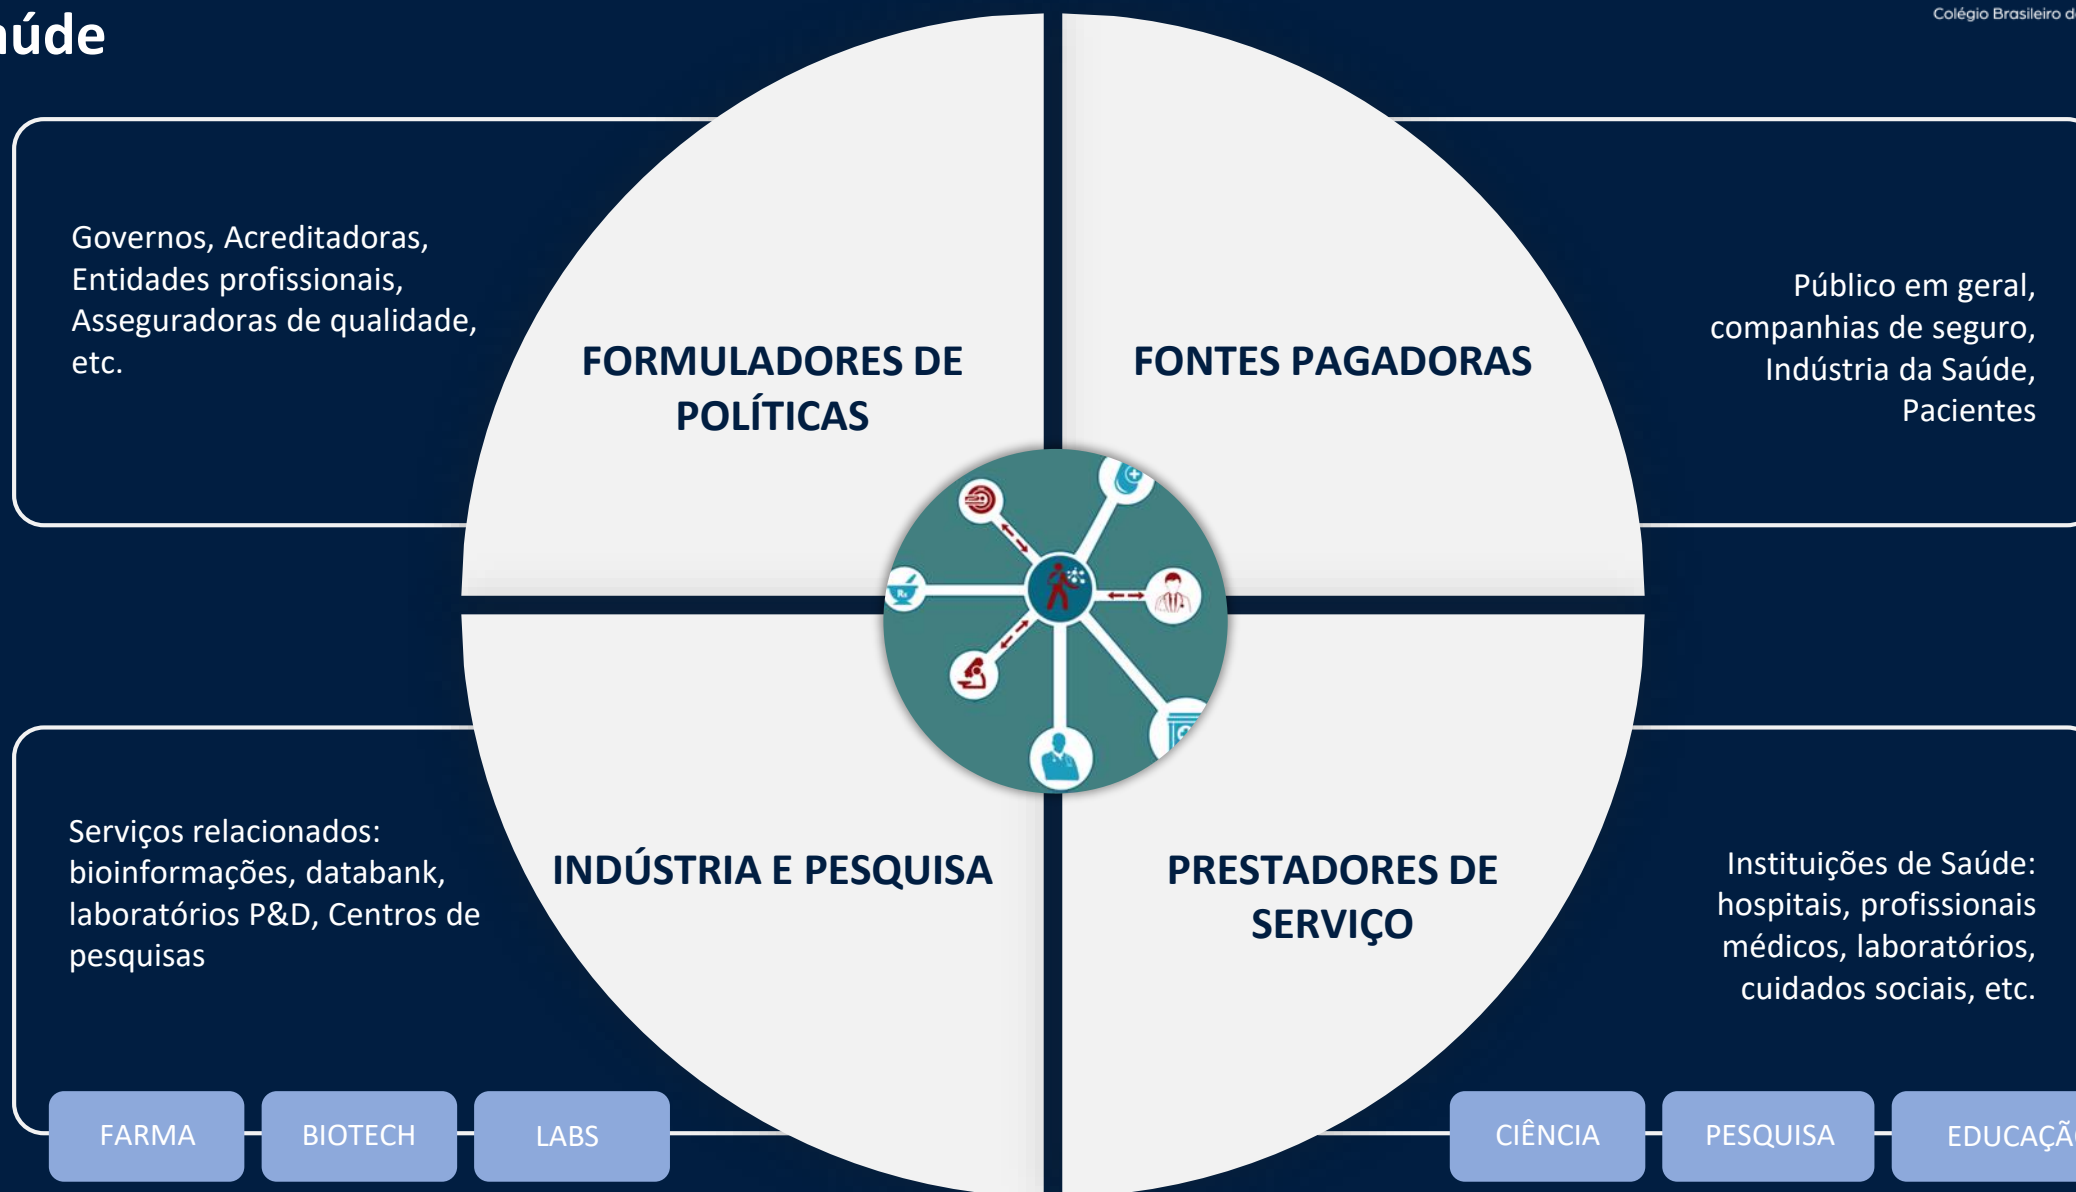 aúde
Colégio Brasileiro d
Governos, Acreditadoras,
Entidades profissionais,
Asseguradoras de qualidade,
etc.
FORMULADORES DE
POLÍTICAS
FONTES PAGADORAS
Público em geral,
companhias de seguro,
Indústria da Saúde,
Pacientes
Rx
Serviços relacionados:
bioinformações, databank,
laboratórios P&D, Centros de
pesquisas
INDÚSTRIA E PESQUISA
PRESTADORES DE
SERVIÇO
Instituições de Saúde:
hospitais, profissionais
médicos, laboratórios,
cuidados sociais, etc.
FARMA
BIOTECH
LABS
CIÊNCIA
PESQUISA
EDUCAÇÃ